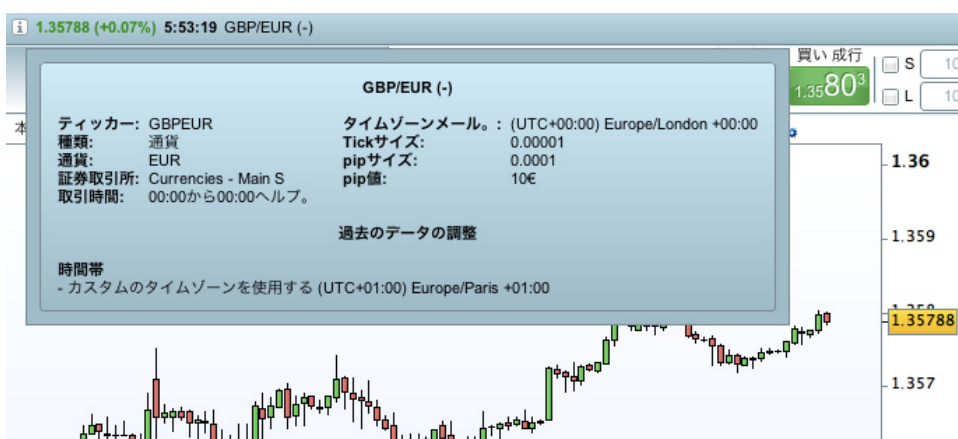 i 1.35788 (+0.07%) 5:53:19 GBP/EUR (-)
買い 成行
1.35803
S 10
L 10
本
GBP/EUR (-)
ティッカー: GBPEUR
種類: 通貨
通貨: EUR
証券取引所: Currencies - Main S
取引時間: 00:00から00:00ヘルプ。
タイムゾーンメール。: (UTC+00:00) Europe/London +00:00
Tickサイズ: 0.00001
pipサイズ: 0.0001
pip値: 10€
過去のデータの調整
時間帯
- カスタムのタイムゾーンを使用する (UTC+01:00) Europe/Paris +01:00
1.36
1.359
1.35788
1.357